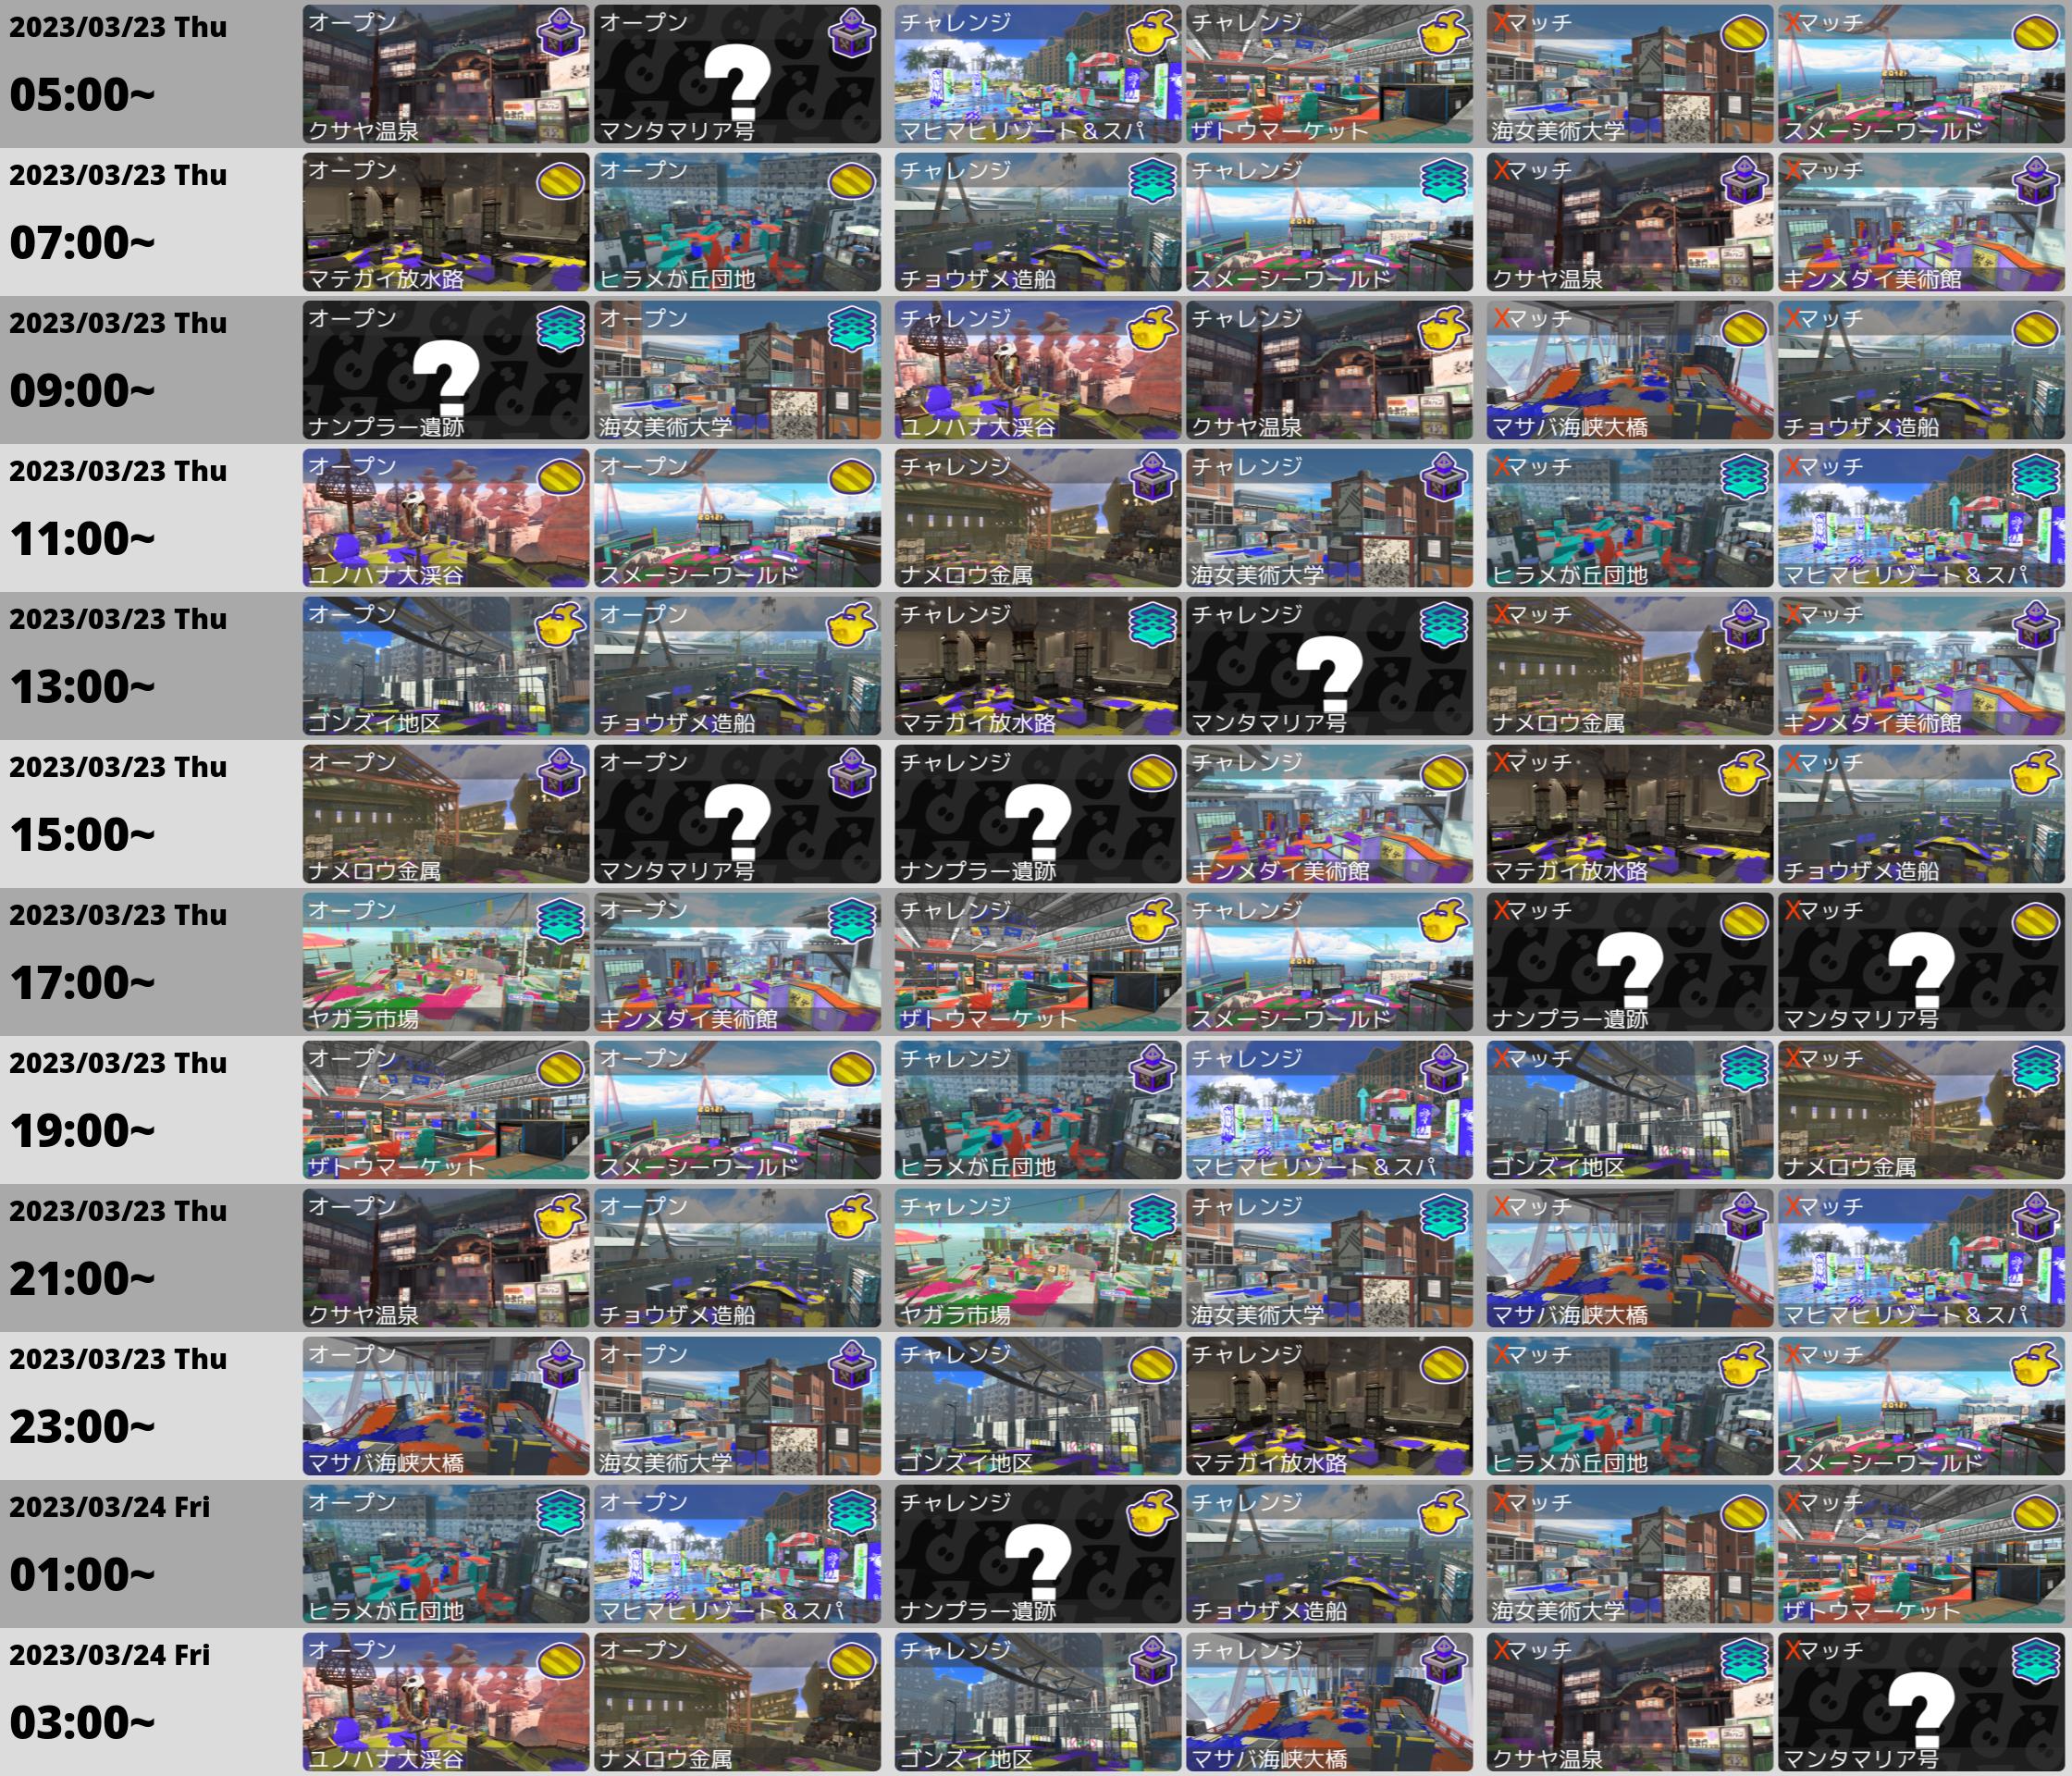 2023/03/23 Thu
05:00~
オープン オープン チャレンジ チャレンジ Xマッチ Xマッチ
クサヤ温泉 マンタマリア号 マヒマヒリゾート＆スパ ザトウマーケット 海女美術大学 スメーシーワールド
2023/03/23 Thu
07:00~
オープン オープン チャレンジ チャレンジ Xマッチ Xマッチ
マテガイ放水路 ヒラメが丘団地 チョウザメ造船 スメーシーワールド クサヤ温泉 キンメダイ美術館
2023/03/23 Thu
09:00~
オープン オープン チャレンジ チャレンジ Xマッチ Xマッチ
ナンプラー遺跡 海女美術大学 ユノハナ大渓谷 クサヤ温泉 マサバ海峡大橋 チョウザメ造船
2023/03/23 Thu
11:00~
オープン オープン チャレンジ チャレンジ Xマッチ Xマッチ
ユノハナ大渓谷 スメーシーワールド ナメロウ金属 海女美術大学 ヒラメが丘団地 マヒマヒリゾート＆スパ
2023/03/23 Thu
13:00~
オープン オープン チャレンジ チャレンジ Xマッチ Xマッチ
ゴンズイ地区 チョウザメ造船 マテガイ放水路 マンタマリア号 ナメロウ金属 キンメダイ美術館
2023/03/23 Thu
15:00~
オープン オープン チャレンジ チャレンジ Xマッチ Xマッチ
ナメロウ金属 マンタマリア号 ナンプラー遺跡 キンメダイ美術館 マテガイ放水路 チョウザメ造船
2023/03/23 Thu
17:00~
オープン オープン チャレンジ チャレンジ Xマッチ Xマッチ
ヤガラ市場 キンメダイ美術館 ザトウマーケット スメーシーワールド ナンプラー遺跡 マンタマリア号
2023/03/23 Thu
19:00~
オープン オープン チャレンジ チャレンジ Xマッチ Xマッチ
ザトウマーケット スメーシーワールド ヒラメが丘団地 マヒマヒリゾート＆スパ ゴンズイ地区 ナメロウ金属
2023/03/23 Thu
21:00~
オープン オープン チャレンジ チャレンジ Xマッチ Xマッチ
クサヤ温泉 チョウザメ造船 ヤガラ市場 海女美術大学 マサバ海峡大橋 マヒマヒリゾート＆スパ
2023/03/23 Thu
23:00~
オープン オープン チャレンジ チャレンジ Xマッチ Xマッチ
マサバ海峡大橋 海女美術大学 ゴンズイ地区 マテガイ放水路 ヒラメが丘団地 スメーシーワールド
2023/03/24 Fri
01:00~
オープン オープン チャレンジ チャレンジ Xマッチ Xマッチ
ヒラメが丘団地 マヒマヒリゾート＆スパ ナンプラー遺跡 チョウザメ造船 海女美術大学 ザトウマーケット
2023/03/24 Fri
03:00~
オープン オープン チャレンジ チャレンジ Xマッチ Xマッチ
ユノハナ大渓谷 ナメロウ金属 ゴンズイ地区 マサバ海峡大橋 クサヤ温泉 マンタマリア号